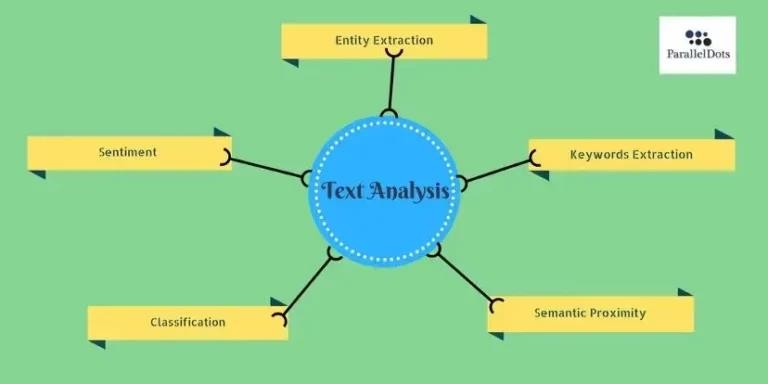 Entity Extraction
ParallelDots
Sentiment
Keywords Extraction
Text Analysis
Classification
Semantic Proximity